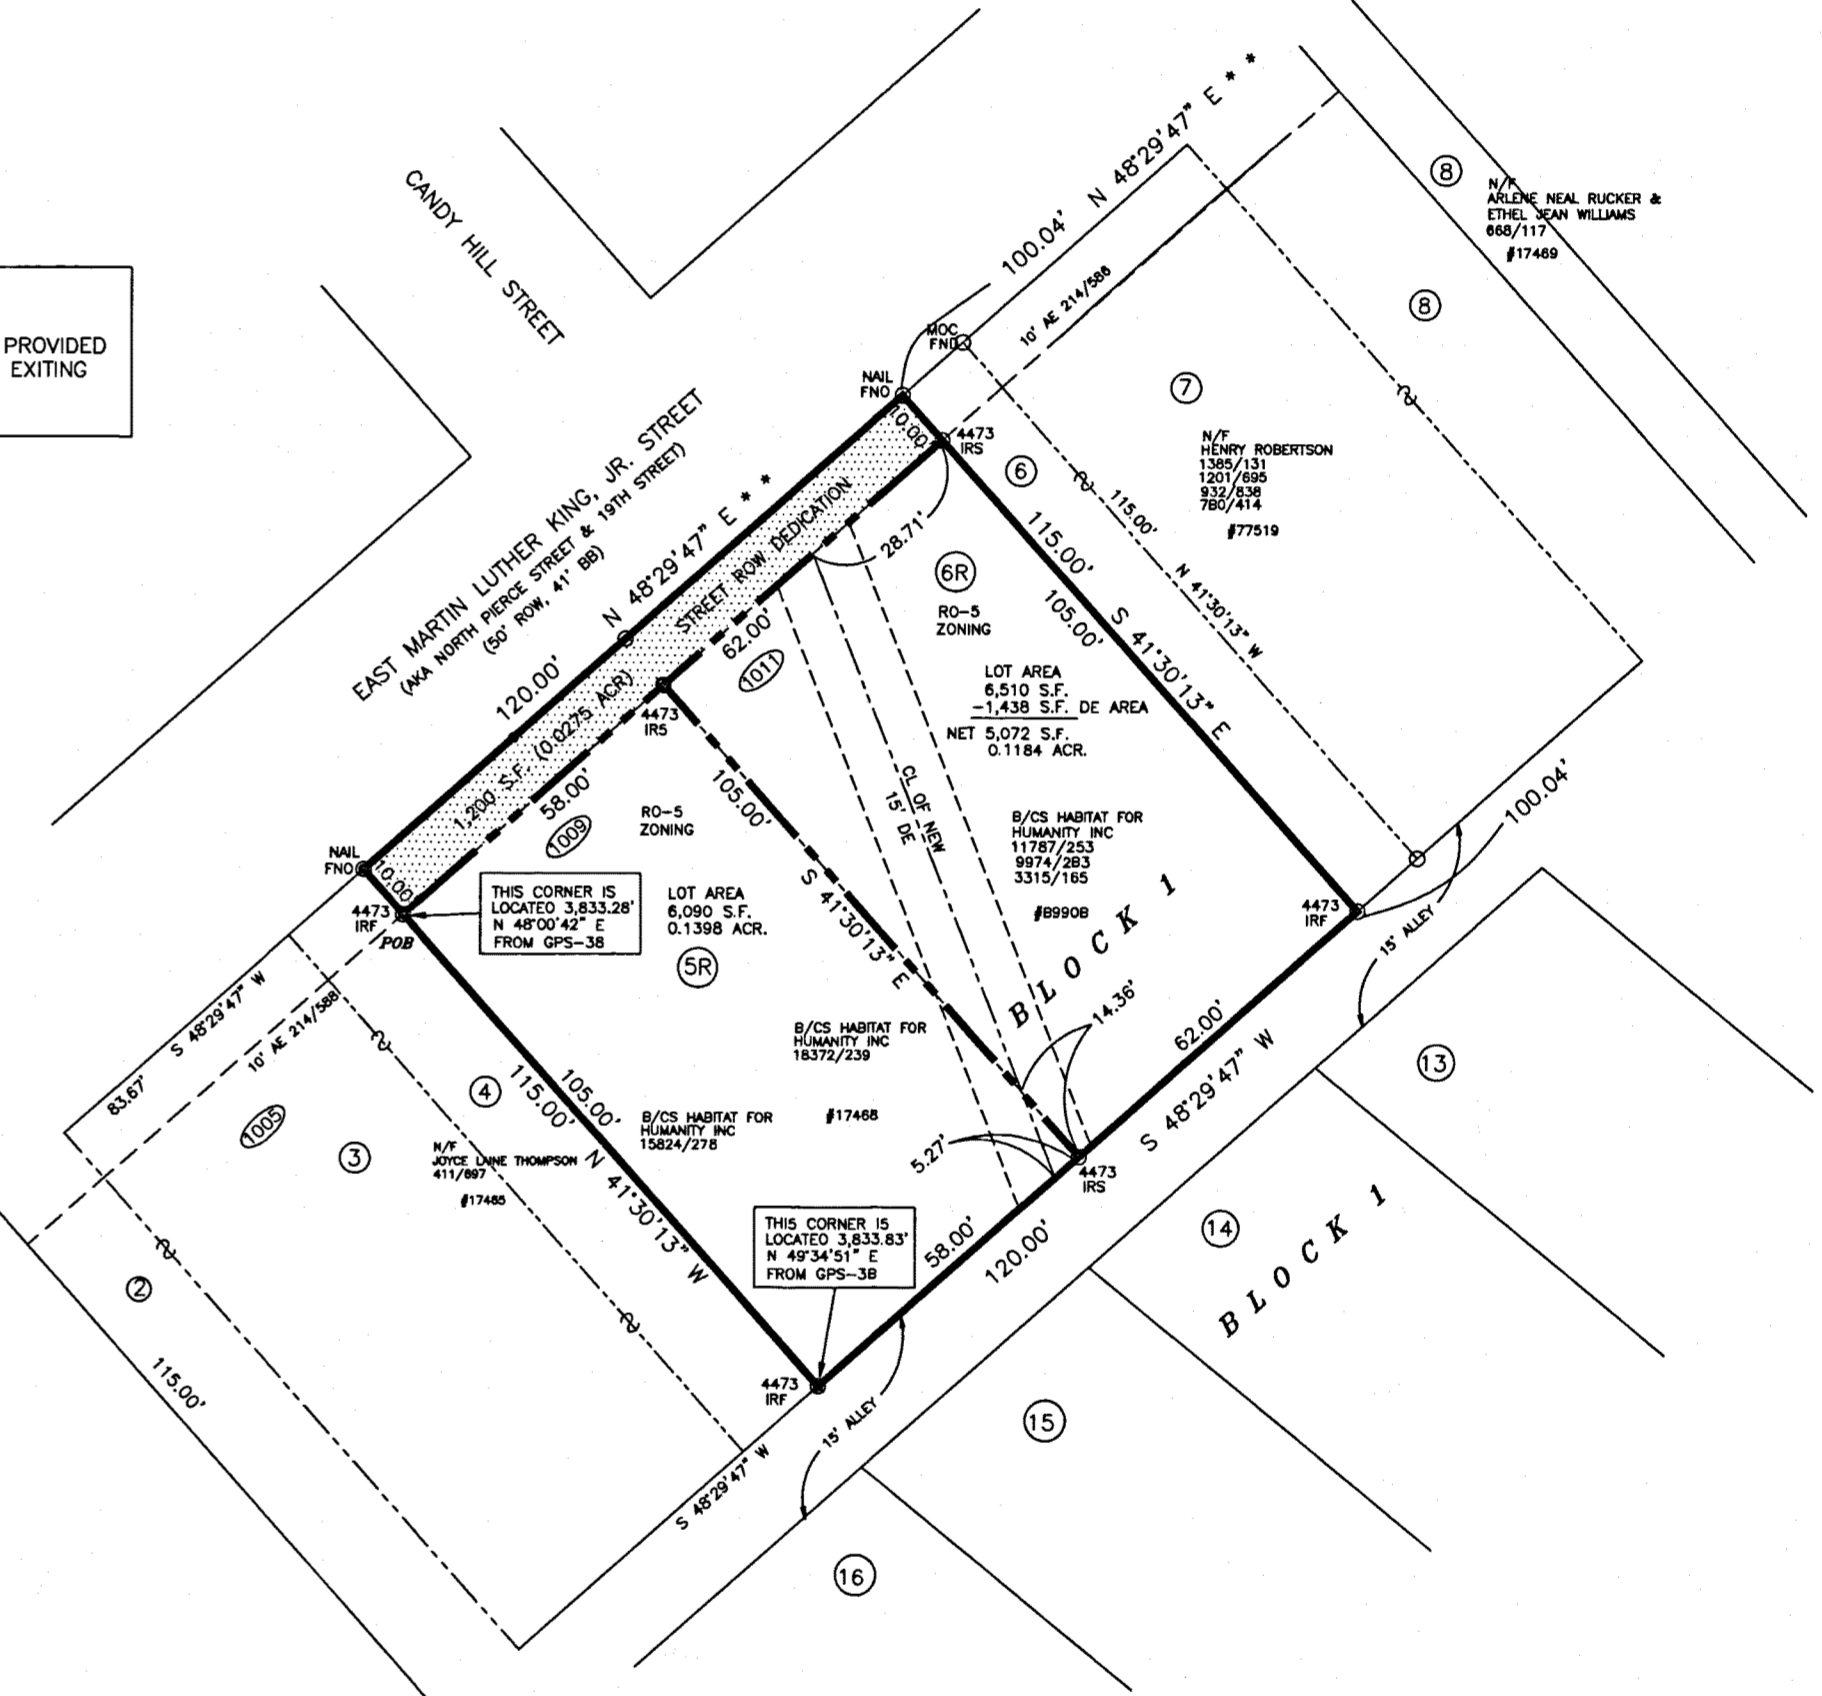 PROVIDED
EXITING
CANDY HILL STREET
EAST MARTIN LUTHER KING, JR. STREET
(AKA NORTH PIERCE STREET & 19TH STREET)
(50' ROW, 41' BB)
N 48°29'47" E * *
100.04'
10' AE 214/586
8
N/F
ARLENE NEAL RUCKER &
ETHEL JEAN WILLIAMS
668/117
#17469
8
MOC
FND
NAIL
FNO
10.00'
4473
IRS
7
N/F
HENRY ROBERTSON
1385/131
1201/695
932/838
780/414
#77519
6
115.00'
N 41°30'13" W
N 48°29'47" E * *
120.00'
STREET ROW DEDICATION
1,200 S.F. (0.0275 ACR)
28.71'
62.00'
1011
6R
RO-5
ZONING
115.00'
105.00'
S 41°30'13" E
LOT AREA
6,510 S.F.
-1,438 S.F. DE AREA
NET 5,072 S.F.
0.1184 ACR.
4473
IRS
58.00'
1009
105.00'
S 41°30'13" E
RO-5
ZONING
CL OF NEW
15' DE
B/CS HABITAT FOR
HUMANITY INC
11787/253
9974/2B3
3315/165
#B990B
BLOCK 1
100.04'
NAIL
FNO
10.00'
4473
IRF
POB
THIS CORNER IS
LOCATEO 3,833.28'
N 48°00'42" E
FROM GPS-38
LOT AREA
6,090 S.F.
0.1398 ACR.
5R
4473
IRF
15' ALLEY
S 48°29'47" W
10' AE 214/588
83.67'
1005
3
4
N/F
JOYCE LAINE THOMPSON
411/697
#17465
115.00'
105.00'
N 41°30'13" W
B/CS HABITAT FOR
HUMANITY INC
18372/239
B/CS HABITAT FOR
HUMANITY INC
15824/278
#17468
14.36'
62.00'
S 48°29'47" W
5.27'
4473
IRS
13
14
BLOCK 1
THIS CORNER IS
LOCATEO 3,833.83'
N 49°34'51" E
FROM GPS-3B
58.00'
120.00'
2
115.00'
4473
IRF
15' ALLEY
S 48°29'47" W
15
16